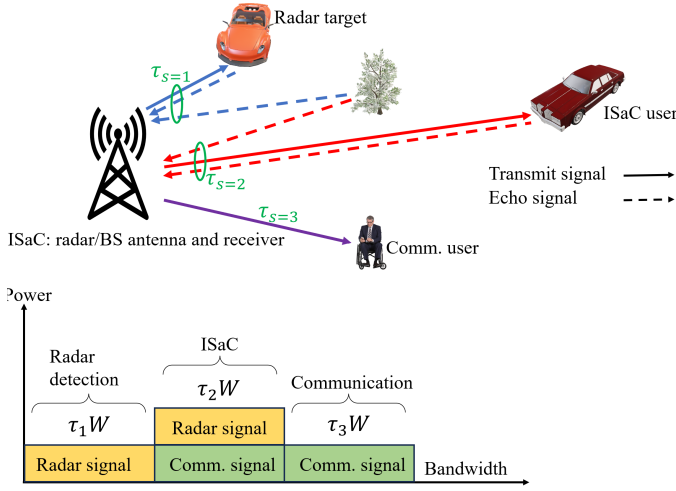 Radar target
τₛ₌₁
ISaC user
τₛ₌₂
Transmit signal
Echo signal
τₛ₌₃
ISaC: radar/BS antenna and receiver
Comm. user
Power
ISaC
Radar
detection
τ₂W
Communication
τ₁W
τ₃W
Radar signal
Radar signal
Comm. signal
Comm. signal
Bandwidth